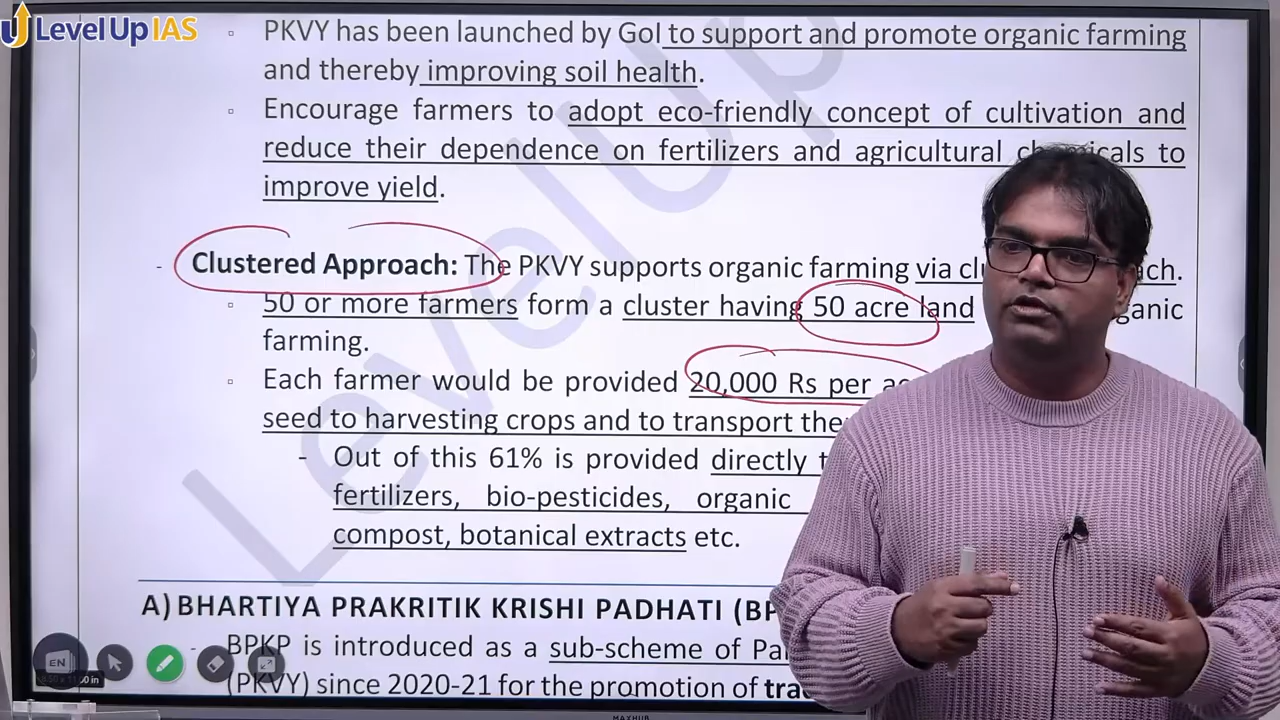 Level Up IAS
PKVY has been launched by GoI to support and promote organic farming
and thereby improving soil health.
Encourage farmers to adopt eco-friendly concept of cultivation and
reduce their dependence on fertilizers and agricultural chemicals to
improve yield.
- Clustered Approach: The PKVY supports organic farming via
50 or more farmers form a cluster having 50 acre land
farming.
Each farmer would be provided 20,000 Rs per
seed to harvesting crops and to transport
- Out of this 61% is provided directly
fertilizers, bio-pesticides, organic
compost, botanical extracts etc.
A) BHARTIYA PRAKRITIK KRISHI PADHATI
- BPKP is introduced as a sub-scheme of
(PKVY) since 2020-21 for the promotion of
EN
LevelUp
MAXHUB